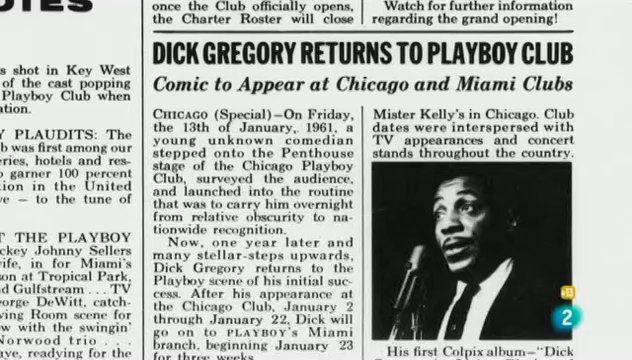 OTES
s shot in Key West
of the cast popping
Playboy Club when
ation.
Y PLAUDITS: The
b was first among our
eries, hotels and res-
o garner 100 percent
tion in the United
ve — to the tune of
T THE PLAYBOY
ckey Johnny Sellers
ife, in for Miami's
on at Tropical Park,
d Gulfstream . . . TV
eorge DeWitt, catch-
ving Room scene for
w with the swingin'
Norwood trio . . .
ye, readying for the
once the Club officially opens,
the Charter Roster will close
Watch for further information
regarding the grand opening!
DICK GREGORY RETURNS TO PLAYBOY CLUB
Comic to Appear at Chicago and Miami Clubs
CHICAGO (Special)—On Friday,
the 13th of January, 1961, a
young unknown comedian
stepped onto the Penthouse
stage of the Chicago Playboy
Club, surveyed the audience,
and launched into the routine
that was to carry him overnight
from relative obscurity to na-
tionwide recognition.
Now, one year later and
many stellar-steps upwards,
Dick Gregory returns to the
Playboy scene of his initial suc-
cess. After his appearance at
the Chicago Club, January 2
through January 22, Dick will
go on to PLAYBOY'S Miami
branch, beginning January 23
for three weeks.
Mister Kelly's in Chicago. Club
dates were interspersed with
TV appearances and concert
stands throughout the country.
His first Colpix album—"Dick
+13
2